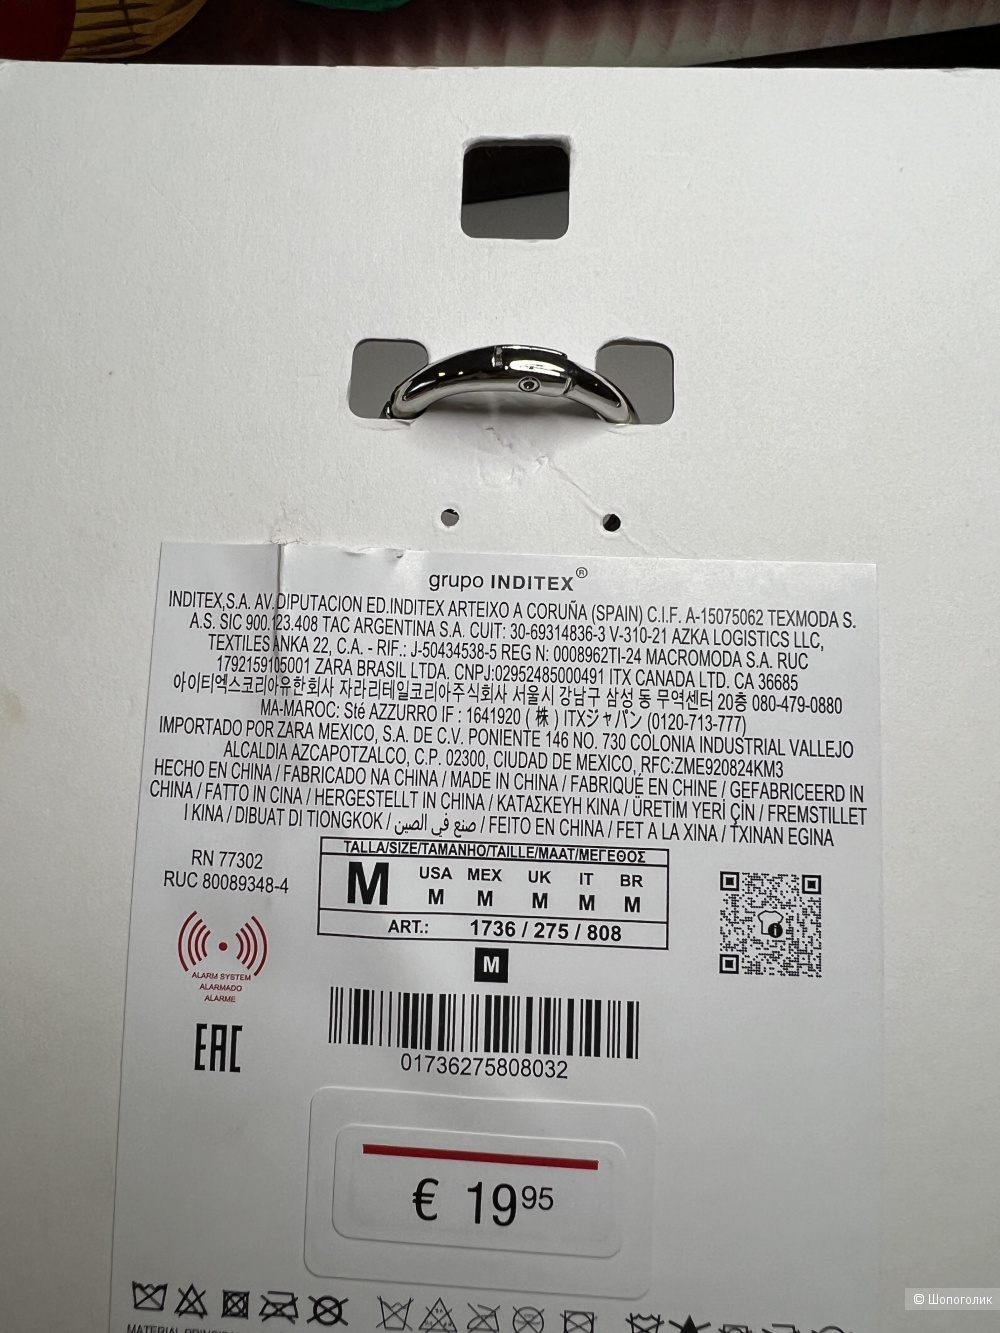 grupo INDITEX®
INDITEX,S.A. AV.DIPUTACION ED.INDITEX ARTEIXO A CORUÑA (SPAIN) C.I.F. A-15075062 TEXMODA S.
A.S. SIC 900.123.408 TAC ARGENTINA S.A. CUIT: 30-69314836-3 V-310-21 AZKA LOGISTICS LLC,
TEXTILES ANKA 22, C.A. - RIF.: J-50434538-5 REG N: 0008962TI-24 MACROMODA S.A. RUC
1792159105001 ZARA BRASIL LTDA. CNPJ:02952485000491 ITX CANADA LTD. CA 36685
아이티엑스코리아유한회사 자라리테일코리아주식회사 서울시 강남구 삼성 동 무역센터 20층 080-479-0880
MA-MAROC: Sté AZZURRO IF : 1641920 ( 株 ) ITXジャパン (0120-713-777)
IMPORTADO POR ZARA MEXICO, S.A. DE C.V. PONIENTE 146 NO. 730 COLONIA INDUSTRIAL VALLEJO
ALCALDIA AZCAPOTZALCO, C.P. 02300, CIUDAD DE MEXICO, RFC:ZME920824KM3
HECHO EN CHINA / FABRICADO NA CHINA / MADE IN CHINA / FABRIQUÉ EN CHINE / GEFABRICEERD IN
CHINA / FATTO IN CINA / HERGESTELLT IN CHINA / ΚΑΤΑΣΚΕΥΗ ΚΙΝΑ / ÜRETİM YERİ ÇİN / FREMSTILLET
I KINA / DIBUAT DI TIONGKOK / صنع في الصين / FEITO EN CHINA / FET A LA XINA / TXINAN EGINA
RN 77302
RUC 80089348-4
TALLA/SIZE/TAMANHO/TAILLE/MAAT/ΜΕΓΕΘΟΣ
M
USA MEX UK IT BR
M M M M M
ART.: 1736 / 275 / 808
M
ALARM SYSTEM
ALARMADO
ALARME
EAC
01736275808032
€ 19 95
© Шопоголик